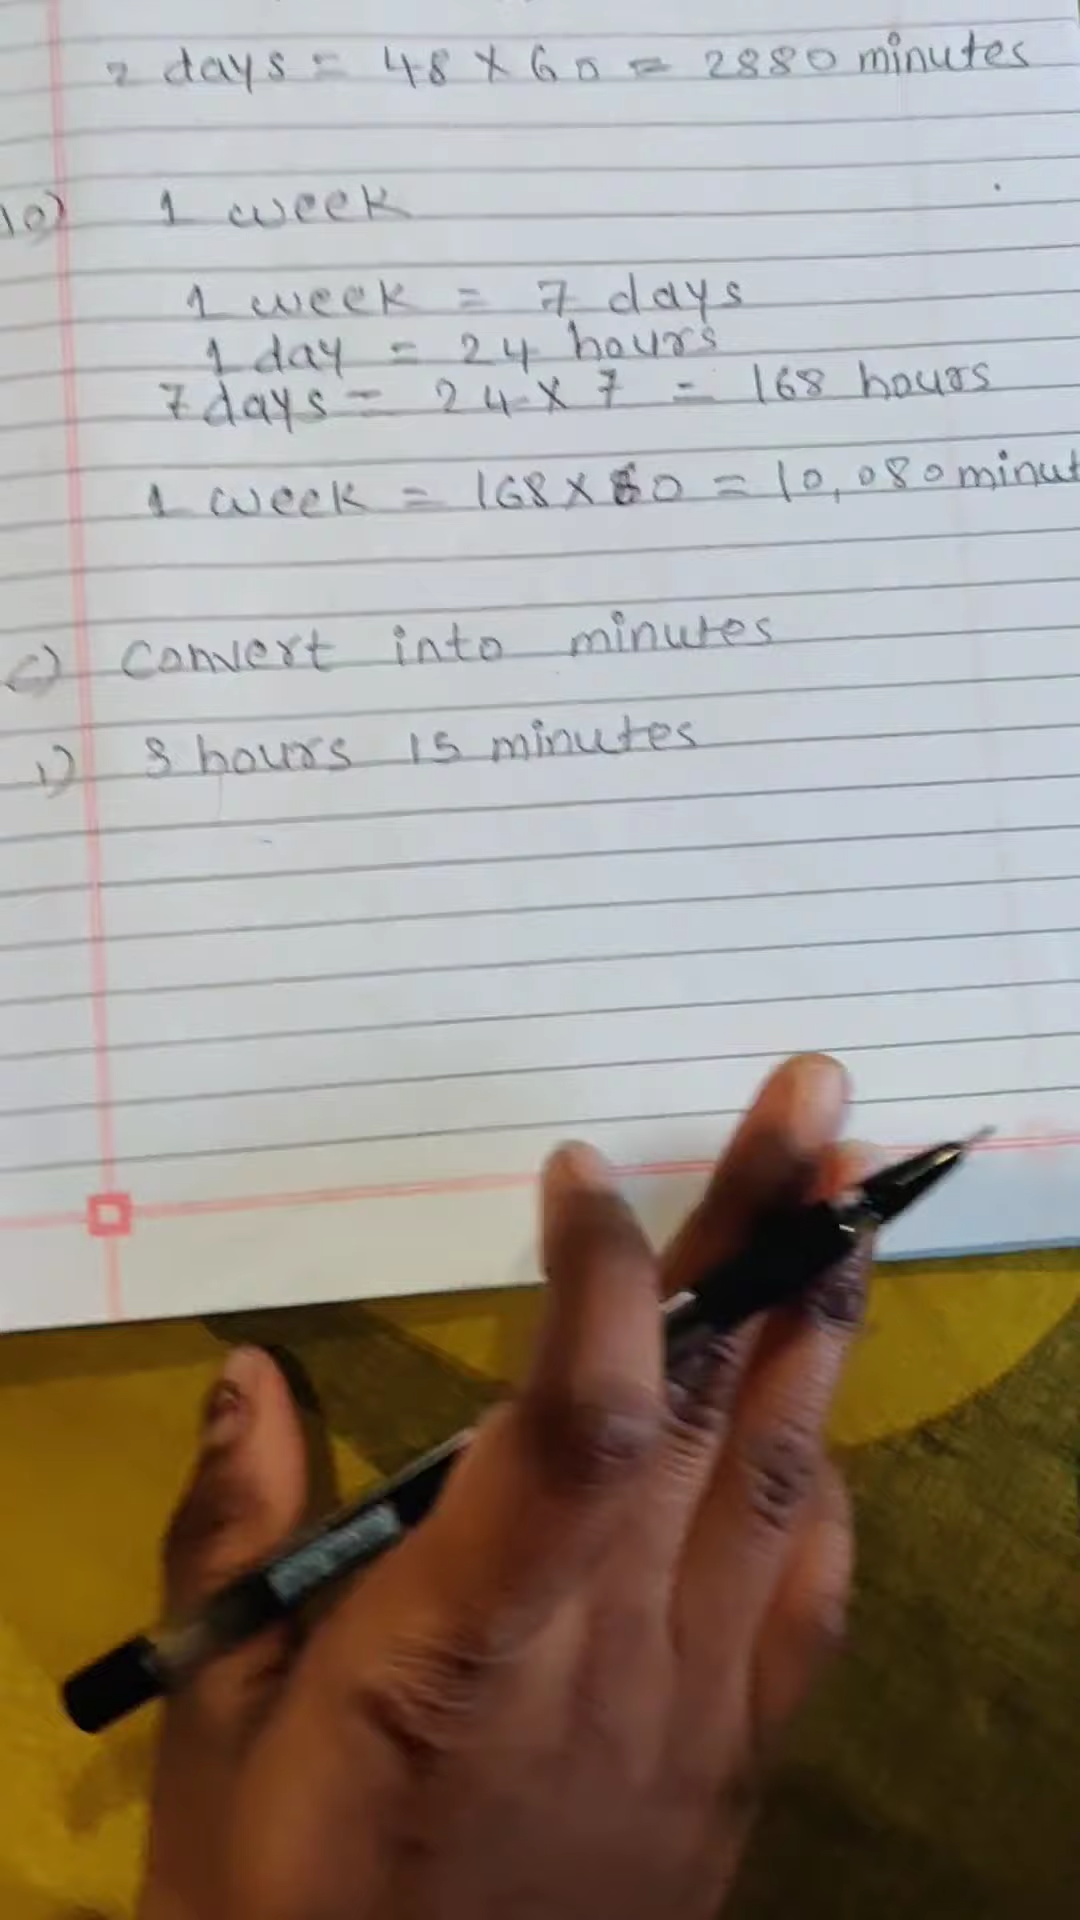 2 days = 48 x 60 = 2880 minutes
10) 1 week
1 week = 7 days
1 day = 24 hours
7 days = 24 x 7 = 168 hours
1 week = 168 x 60 = 10,080 minut
c) Convert into minutes
1) 3 hours 15 minutes